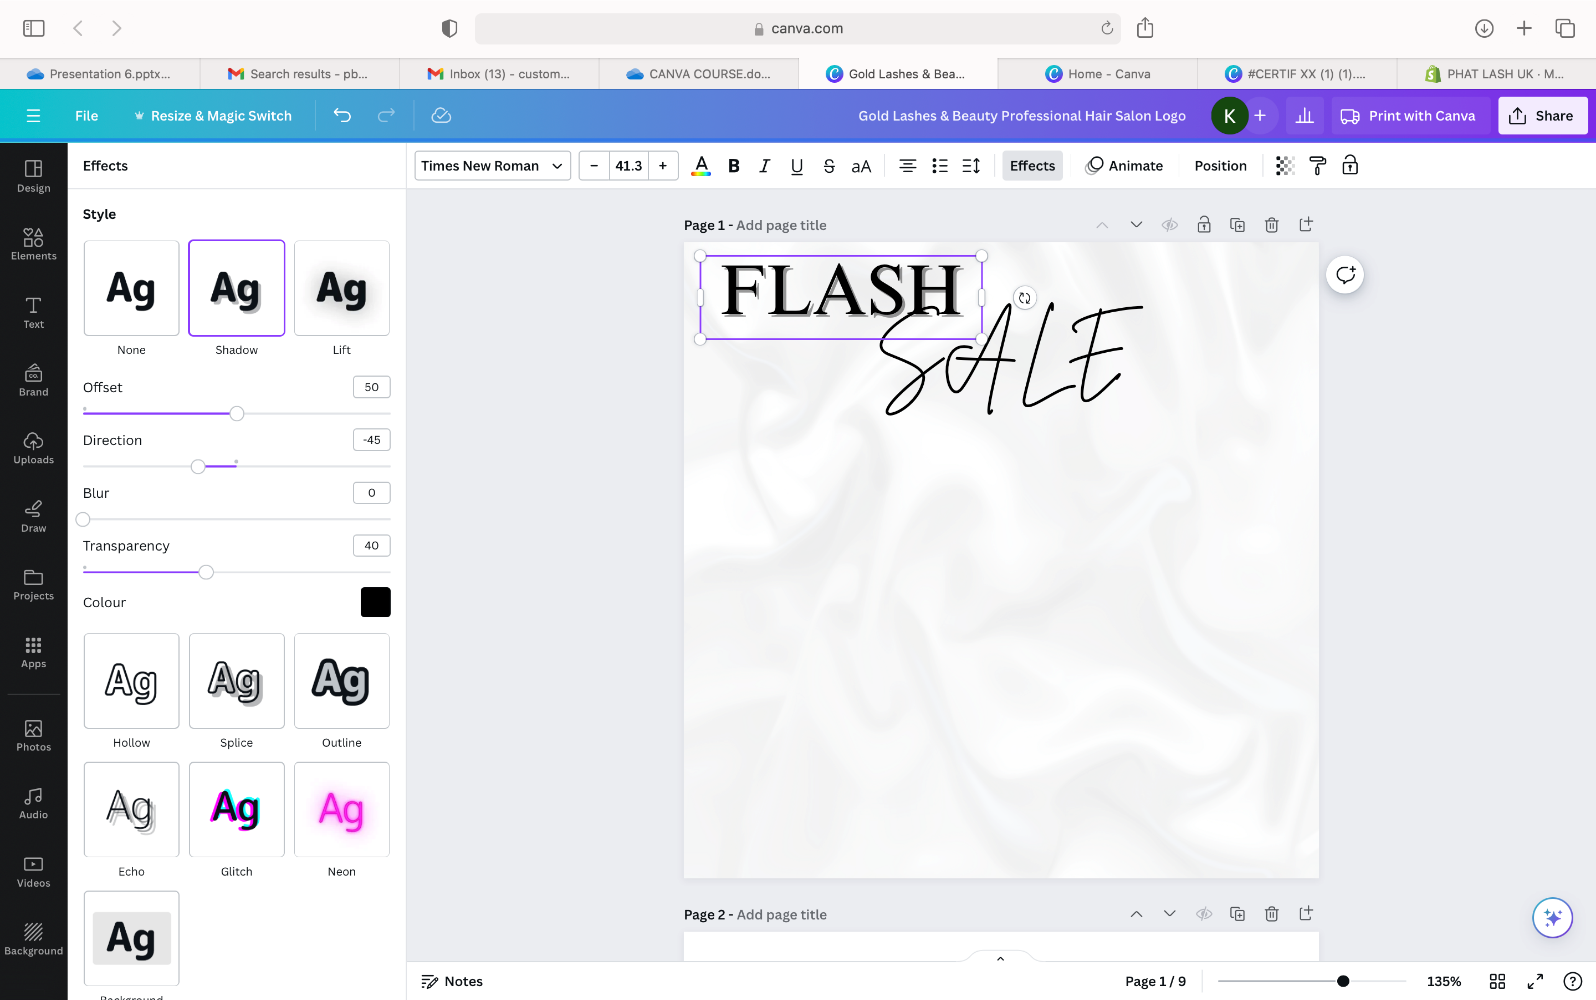 canva.com
Presentation 6.pptx...
Search results - pb...
Inbox (13) - custom...
CANVA COURSE.do...
Gold Lashes & Bea...
Home - Canva
#CERTIF XX (1) (1)....
PHAT LASH UK · M...
File
Resize & Magic Switch
Gold Lashes & Beauty Professional Hair Salon Logo
K
Print with Canva
Share
Design
Elements
Text
Brand
Uploads
Draw
Projects
Apps
Photos
Audio
Videos
Background
Effects
Style
Ag Ag Ag
None Shadow Lift
Offset 50
Direction -45
Blur 0
Transparency 40
Colour
Ag Ag Ag
Hollow Splice Outline
Ag Ag Ag
Echo Glitch Neon
Ag
Background
Times New Roman
– 41.3 +
A B I U S aA
Effects
Animate
Position
Page 1 - Add page title
FLASH
SALE
Page 2 - Add page title
Notes
Page 1 / 9
135%